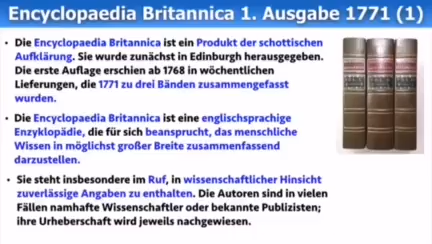 Encyclopaedia Britannica 1. Ausgabe 1771 (1)
• Die Encyclopaedia Britannica ist ein Produkt der schottischen
Aufklärung. Sie wurde zunächst in Edinburgh herausgegeben.
Die erste Auflage erschien ab 1768 in wöchentlichen
Lieferungen, die 1771 zu drei Bänden zusammengefasst
wurden.
• Die Encyclopaedia Britannica ist eine englischsprachige
Enzyklopädie, die für sich beansprucht, das menschliche
Wissen in möglichst großer Breite zusammenfassend
darzustellen.
• Sie steht insbesondere im Ruf, in wissenschaftlicher Hinsicht
zuverlässige Angaben zu enthalten. Die Autoren sind in vielen
Fällen namhafte Wissenschaftler oder bekannte Publizisten;
ihre Urheberschaft wird jeweils nachgewiesen.